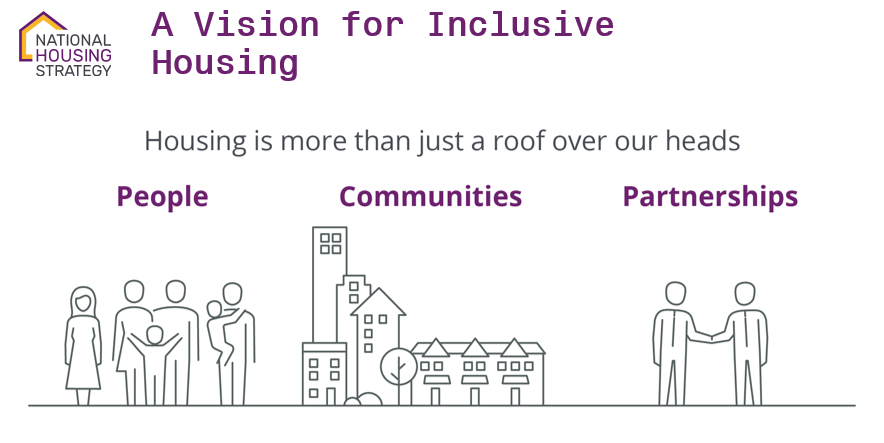 NATIONAL
HOUSING
STRATEGY
A Vision for Inclusive
Housing
Housing is more than just a roof over our heads
People
Communities
Partnerships